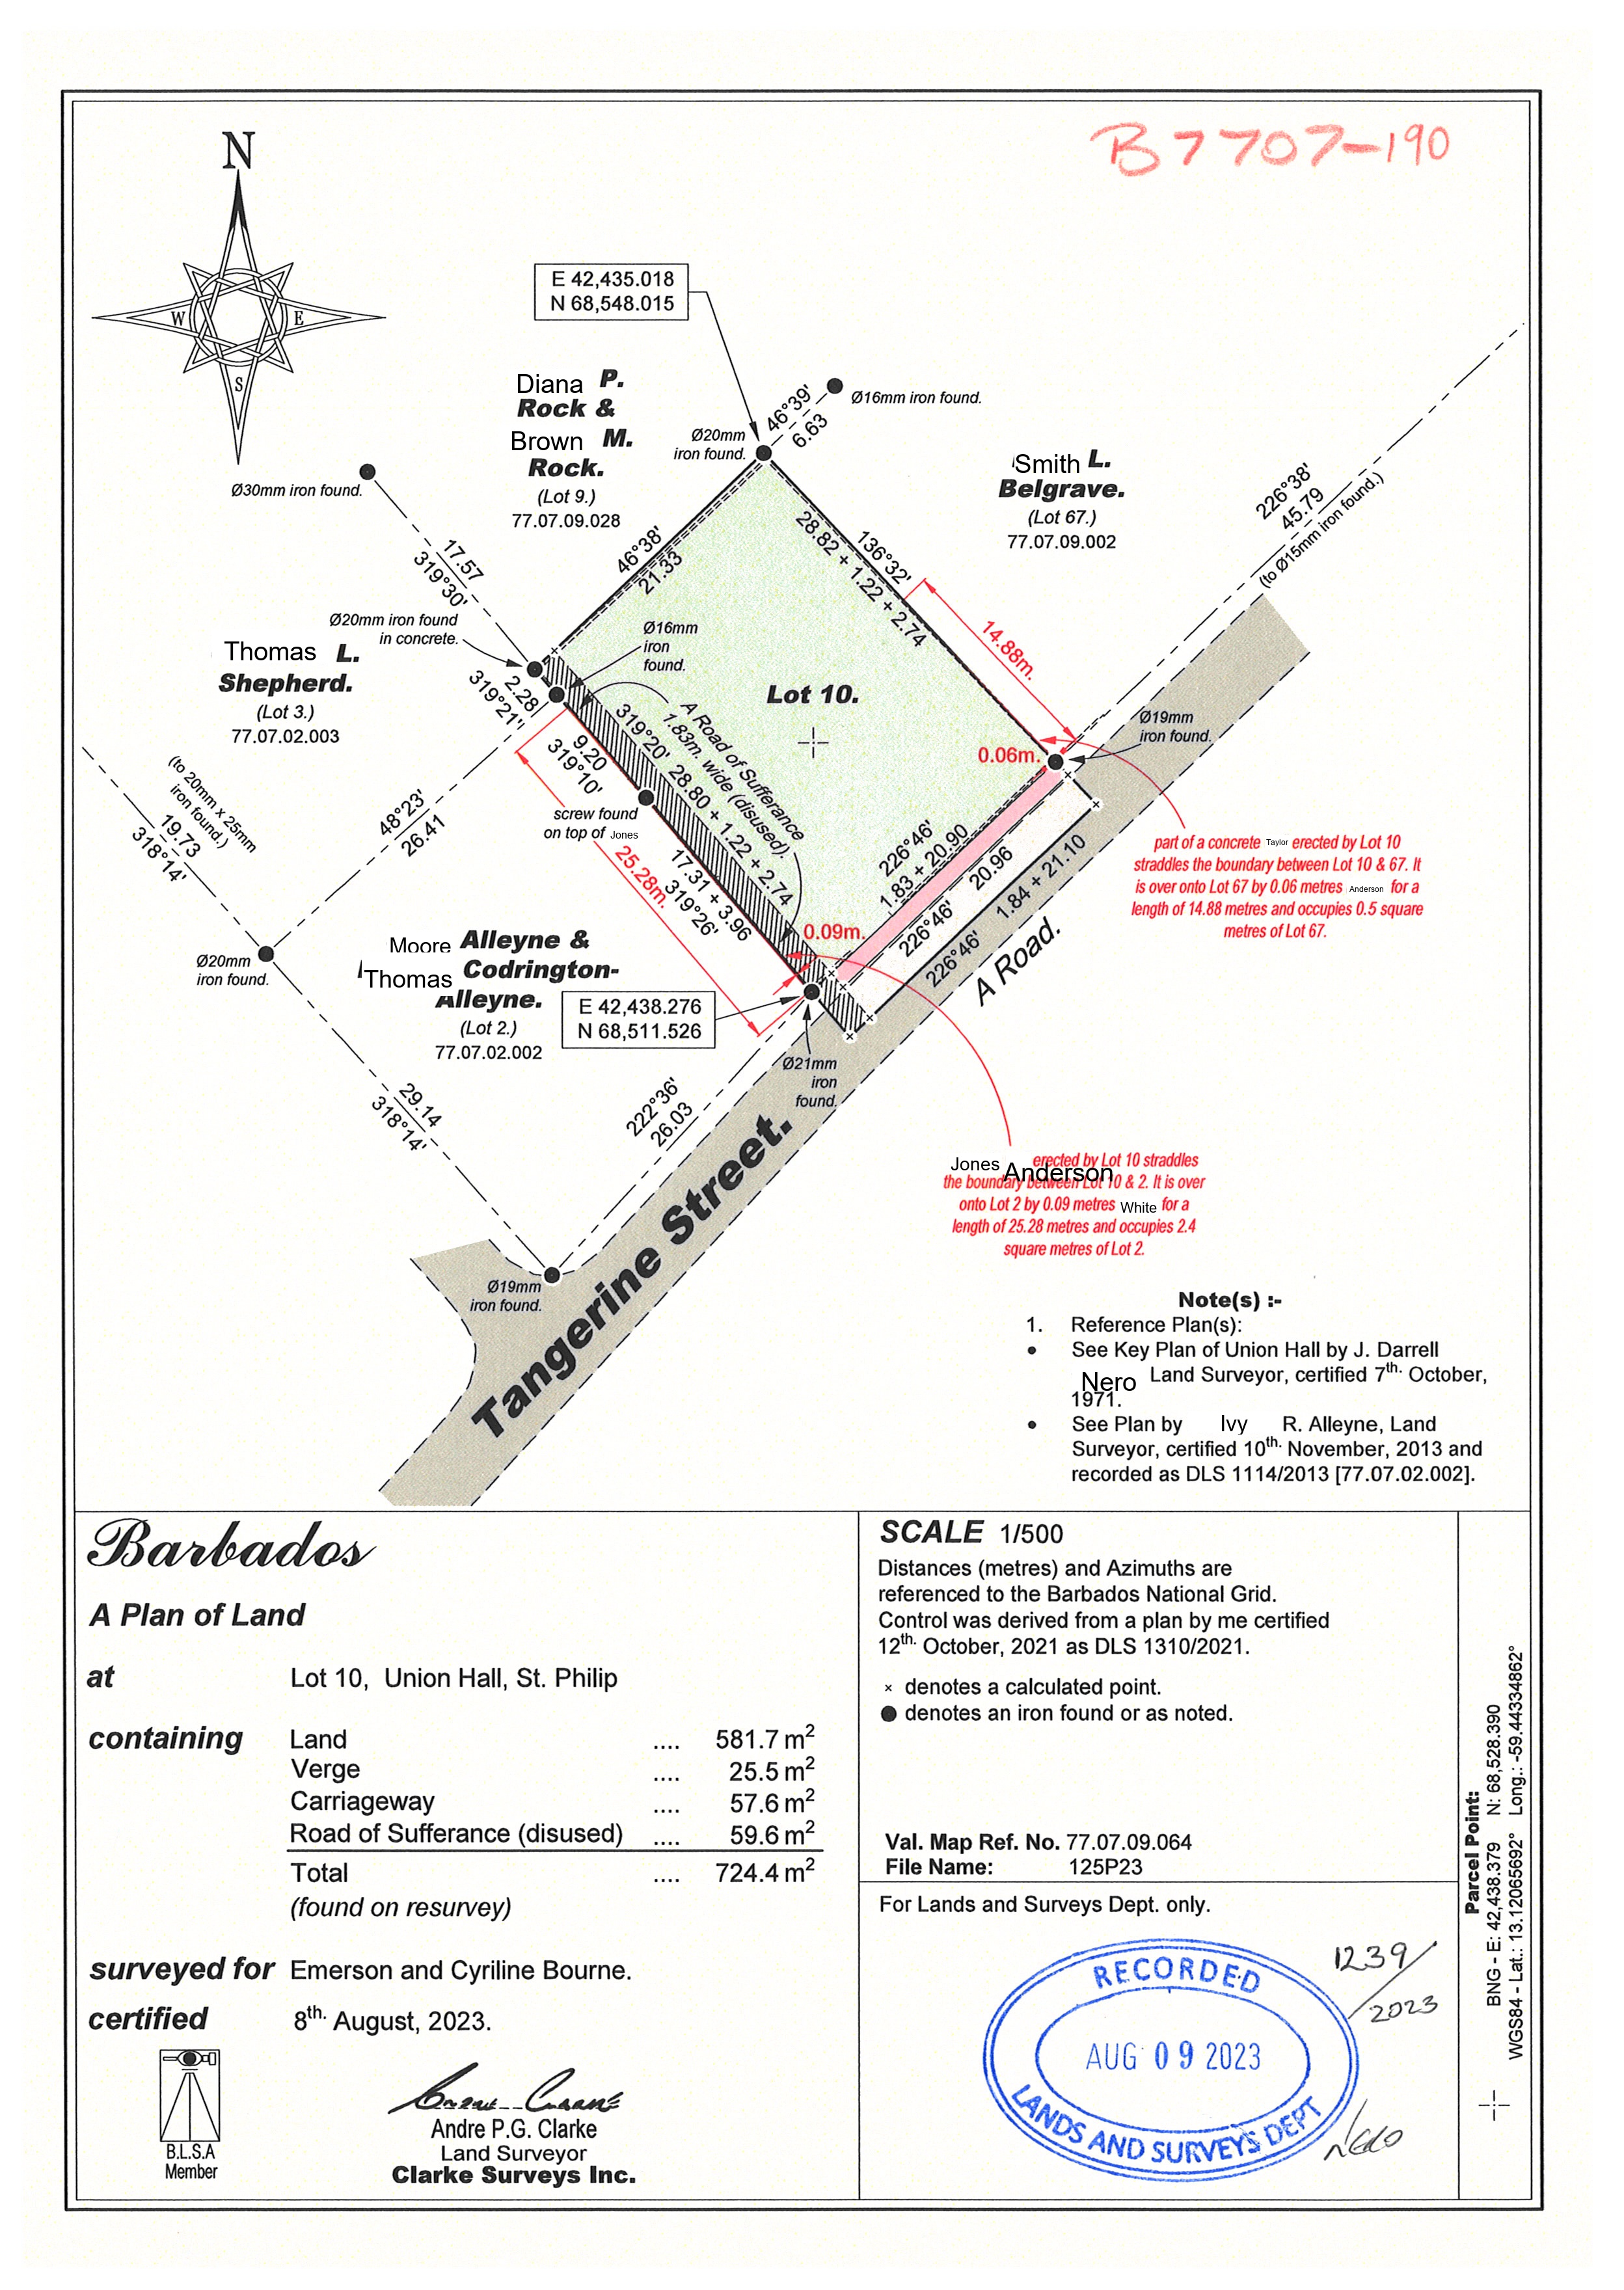 B7707-190
N
W
E
S
E 42,435.018
N 68,548.015
Diana P.
Rock &
Brown M.
Rock.
(Lot 9.)
77.07.09.028
Ø20mm
iron found.
46°39'
6.63
Ø16mm iron found.
Smith L.
Belgrave.
(Lot 67.)
77.07.09.002
226°38'
45.79
(to Ø15mm iron found.)
Ø30mm iron found.
17.57
319°30'
46°38'
21.33
136°32'
28.82 + 1.22 + 2.74
14.88m.
Ø20mm iron found
in concrete.
Ø16mm
iron
found.
Thomas L.
Shepherd.
(Lot 3.)
77.07.02.003
2.28
319°21'
Lot 10.
A Road of Sufferance
1.83m. wide (disused).
319°20' 28.80 + 1.22 + 2.74
Ø19mm
iron found.
0.06m.
9.20
319°10'
screw found
on top of Jones
(to 20mm x 25mm
iron found.)
19.73
318°14'
48°23'
26.41
25.28m.
17.31 + 3.96
319°26'
226°46'
1.83 + 20.90
20.96
226°46'
1.84 + 21.10
226°46'
A Road.
part of a concrete Taylor erected by Lot 10
straddles the boundary between Lot 10 & 67. It
is over onto Lot 67 by 0.06 metres Anderson for a
length of 14.88 metres and occupies 0.5 square
metres of Lot 67.
0.09m.
Ø20mm
iron found.
Moore Alleyne &
Thomas Codrington-
Alleyne.
(Lot 2.)
77.07.02.002
E 42,438.276
N 68,511.526
Ø21mm
iron
found.
29.14
318°14'
222°36'
26.03
Jones Anderson erected by Lot 10 straddles
the boundary between Lot 10 & 2. It is over
onto Lot 2 by 0.09 metres White for a
length of 25.28 metres and occupies 2.4
square metres of Lot 2.
Ø19mm
iron found.
Tangerine Street.
Note(s) :-
1. Reference Plan(s):
• See Key Plan of Union Hall by J. Darrell
Nero Land Surveyor, certified 7th. October,
1971.
• See Plan by Ivy R. Alleyne, Land
Surveyor, certified 10th. November, 2013 and
recorded as DLS 1114/2013 [77.07.02.002].
Barbados
A Plan of Land
at Lot 10, Union Hall, St. Philip
containing Land .... 581.7 m2
Verge .... 25.5 m2
Carriageway .... 57.6 m2
Road of Sufferance (disused) .... 59.6 m2
Total .... 724.4 m2
(found on resurvey)
surveyed for Emerson and Cyriline Bourne.
certified 8th. August, 2023.
B.L.S.A
Member
Andre P.G. Clarke
Land Surveyor
Clarke Surveys Inc.
SCALE 1/500
Distances (metres) and Azimuths are
referenced to the Barbados National Grid.
Control was derived from a plan by me certified
12th. October, 2021 as DLS 1310/2021.
× denotes a calculated point.
● denotes an iron found or as noted.
Val. Map Ref. No. 77.07.09.064
File Name: 125P23
For Lands and Surveys Dept. only.
RECORDED
AUG 09 2023
LANDS AND SURVEYS DEPT
1239/
2023
Parcel Point:
BNG - E: 42,438.379 N: 68,528.390
WGS84 - Lat.: 13.12065692° Long.: -59.44334862°